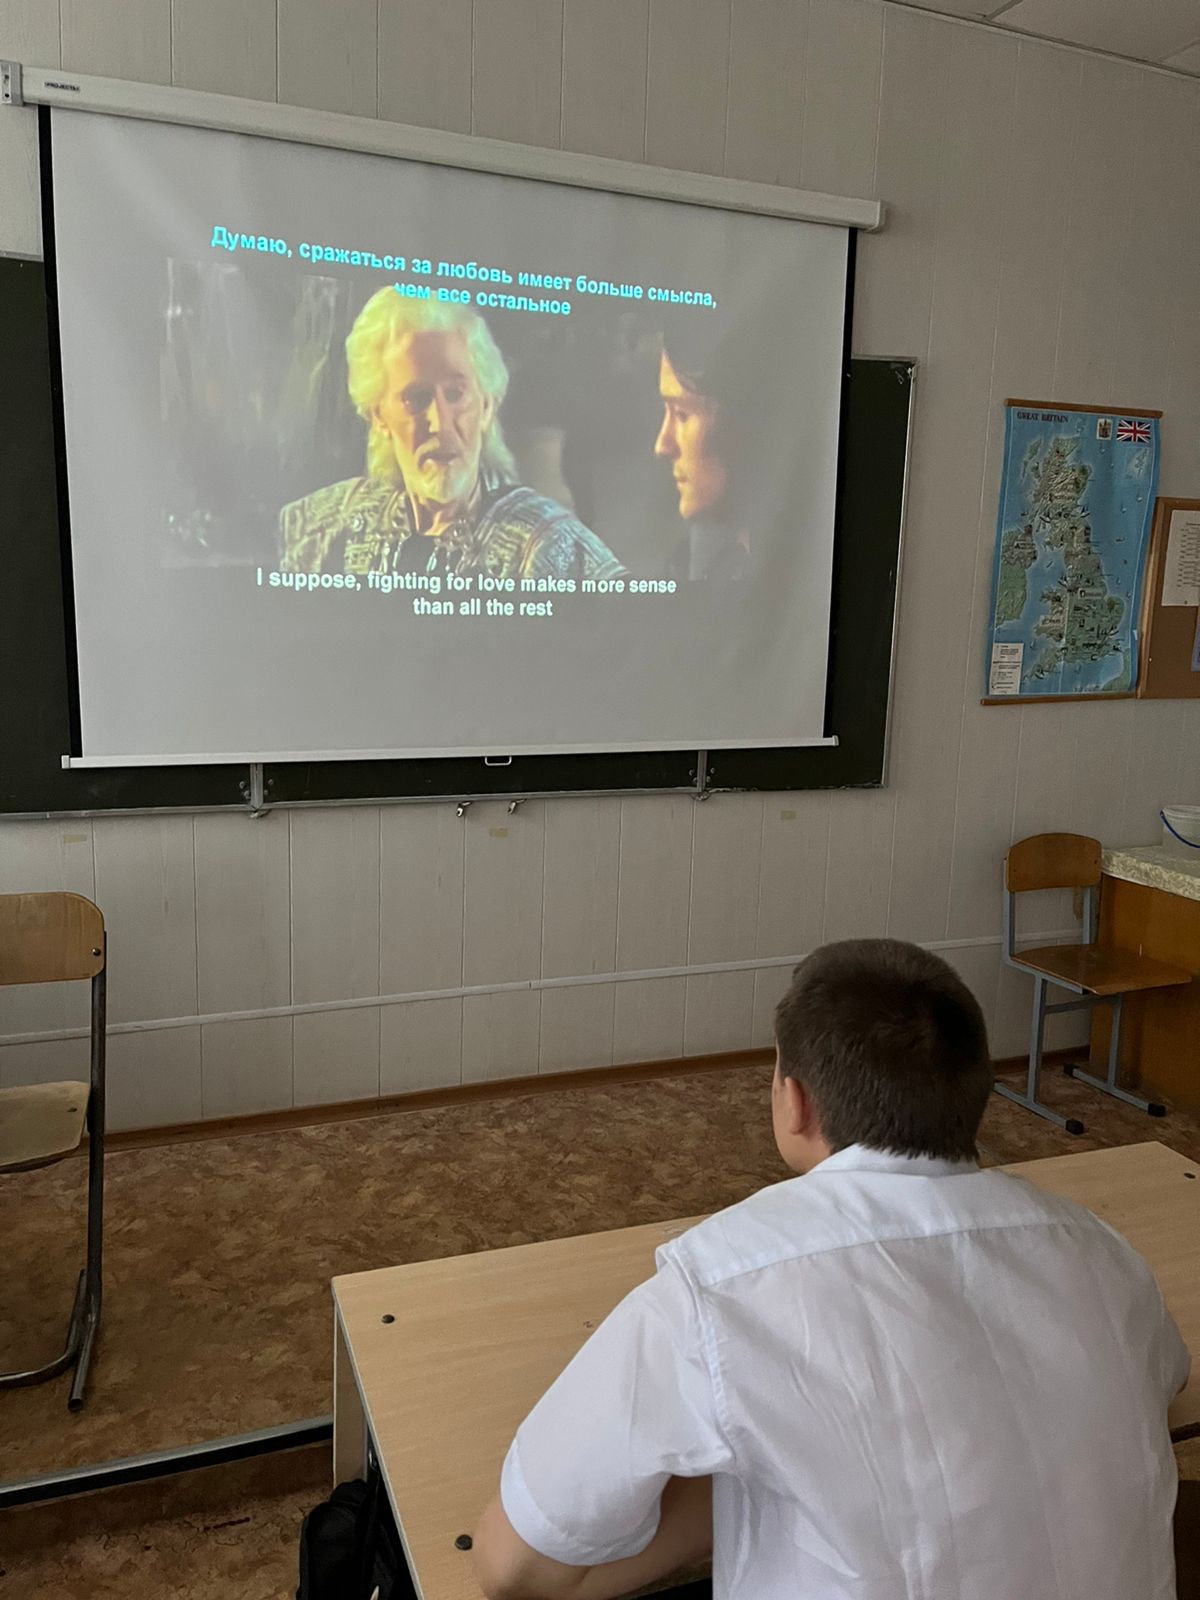 PROJECTA
Думаю, сражаться за любовь имеет больше смысла,
чем все остальное
I suppose, fighting for love makes more sense
than all the rest
GREAT BRITAIN